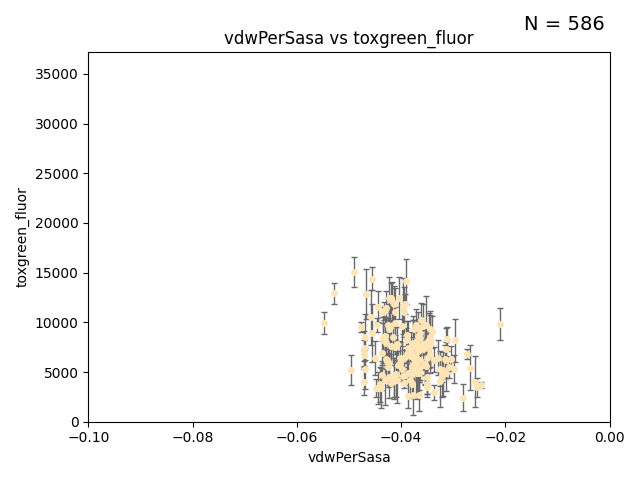 N = 586
vdwPerSasa vs toxgreen_fluor
35000
30000
25000
20000
15000
10000
5000
0
toxgreen_fluor
−0.10 −0.08 −0.06 −0.04 −0.02 0.00
vdwPerSasa